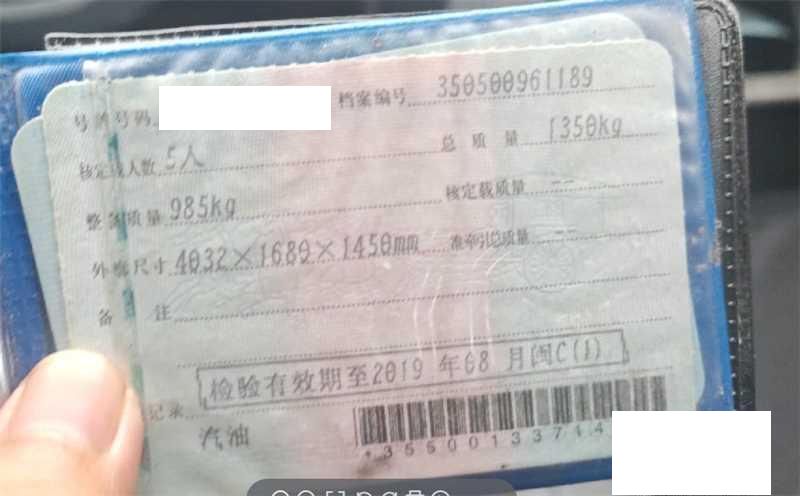 号牌号码 档案编号 350500961189
核定载人数 5人 总质量 1350kg
整备质量 985kg 核定载质量 --
外廓尺寸 4032×1680×1450mm 准牵引总质量 --
备注
检验有效期至2019年08月闽C(1)
记录
汽油